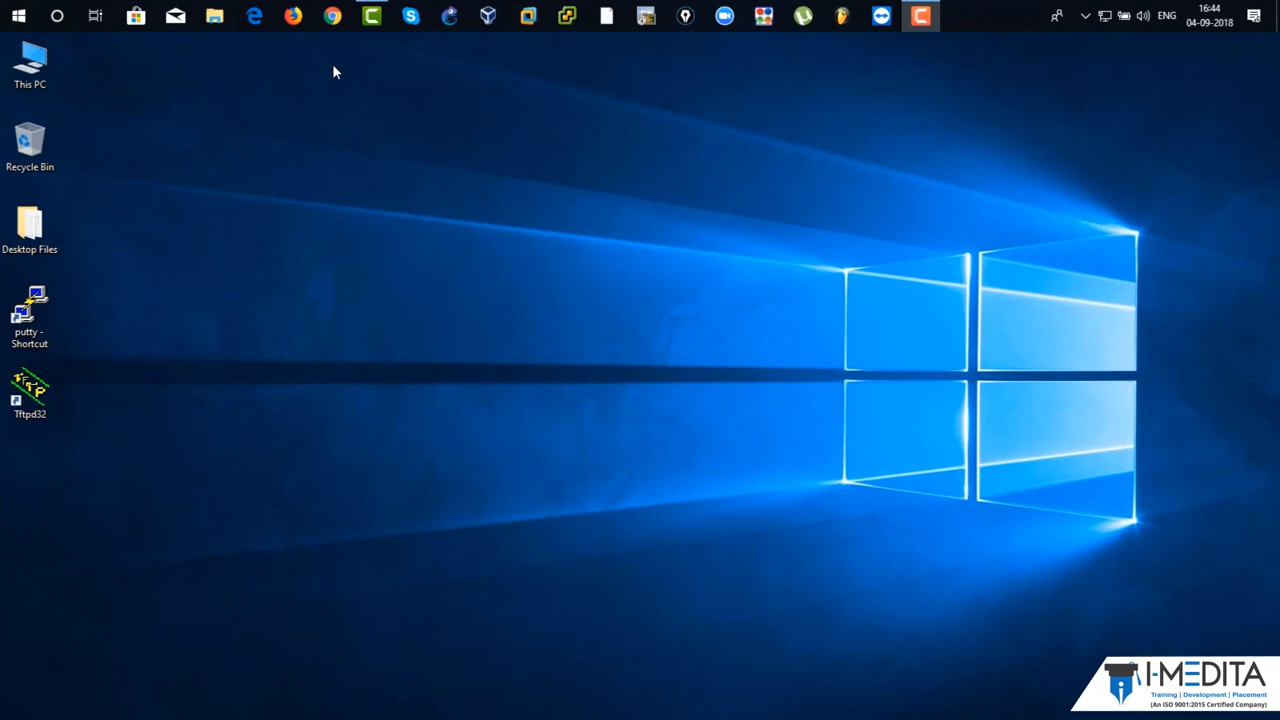 ENG
16:44
04-09-2018
This PC
Recycle Bin
Desktop Files
putty -
Shortcut
Tftpd32
I-MEDITA
Training | Development | Placement
(An ISO 9001:2015 Certified Company)